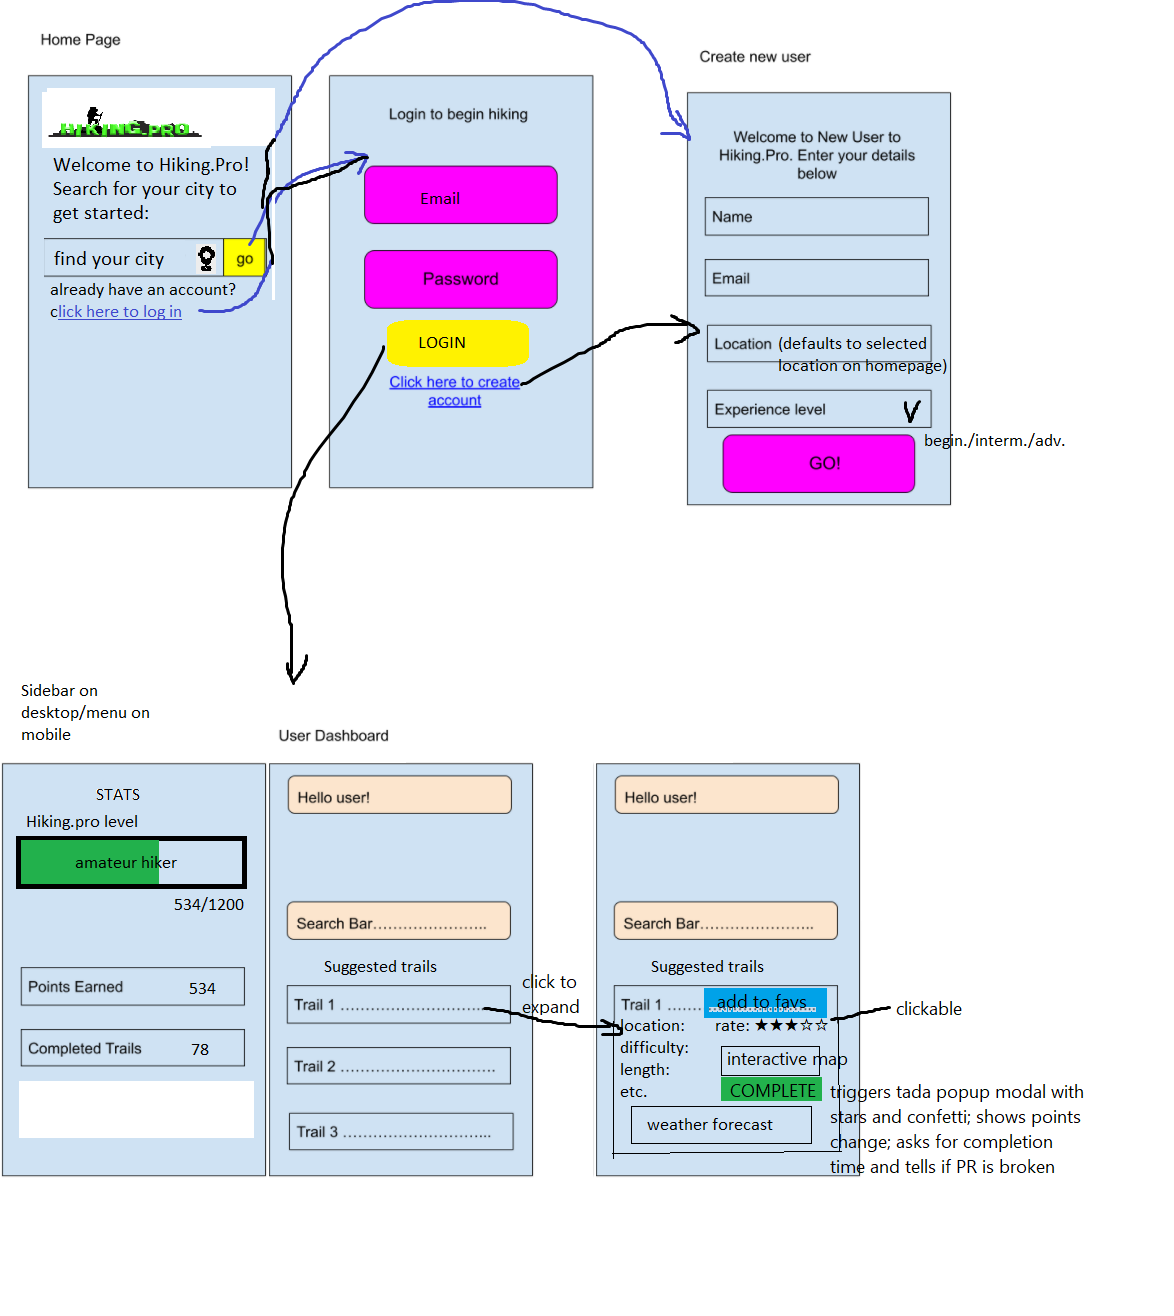 Home Page
HIKING.PRO
Welcome to Hiking.Pro!
Search for your city to
get started:
find your city
go
already have an account?
click here to log in
Login to begin hiking
Email
Password
LOGIN
Click here to create
account
Create new user
Welcome to New User to
Hiking.Pro. Enter your details
below
Name
Email
Location (defaults to selected
location on homepage)
Experience level
begin./interm./adv.
GO!
Sidebar on
desktop/menu on
mobile
STATS
Hiking.pro level
amateur hiker
534/1200
Points Earned 534
Completed Trails 78
User Dashboard
Hello user!
Search Bar........................
Suggested trails
Trail 1 ................................
Trail 2 ................................
Trail 3 ................................
click to
expand
Hello user!
Search Bar........................
Suggested trails
Trail 1 ....... add to favs
location: rate: ★★★☆☆
clickable
difficulty:
length:
interactive map
etc.
COMPLETE
weather forecast
triggers tada popup modal with
stars and confetti; shows points
change; asks for completion
time and tells if PR is broken